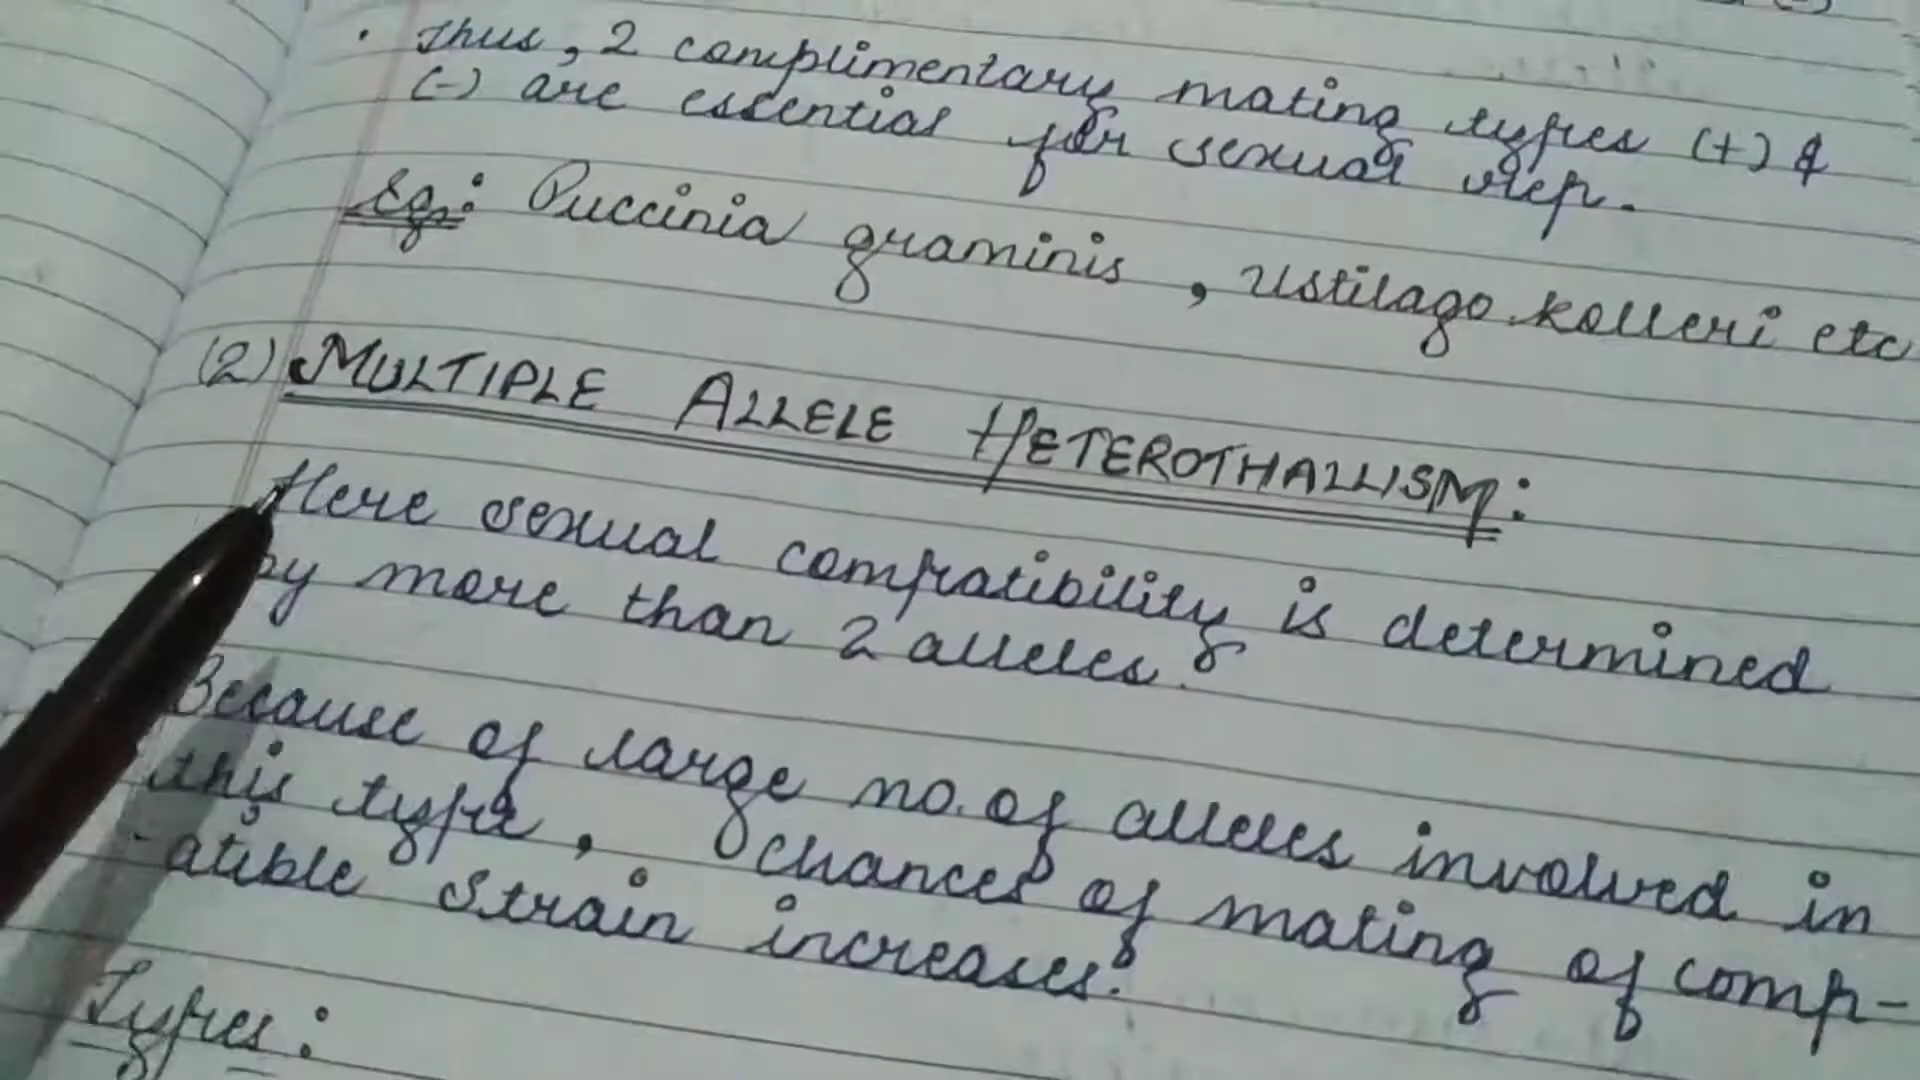 • Thus, 2 complimentary mating types (+) &
(-) are essential for sexual rep.
Eg: Puccinia graminis, Ustilago kolleri etc
(2) MULTIPLE ALLELE HETEROTHALLISM:
Here sexual compatibility is determined
by more than 2 alleles.
Because of large no. of alleles involved in
this type, chances of mating of comp-
atible strain increases.
Types: